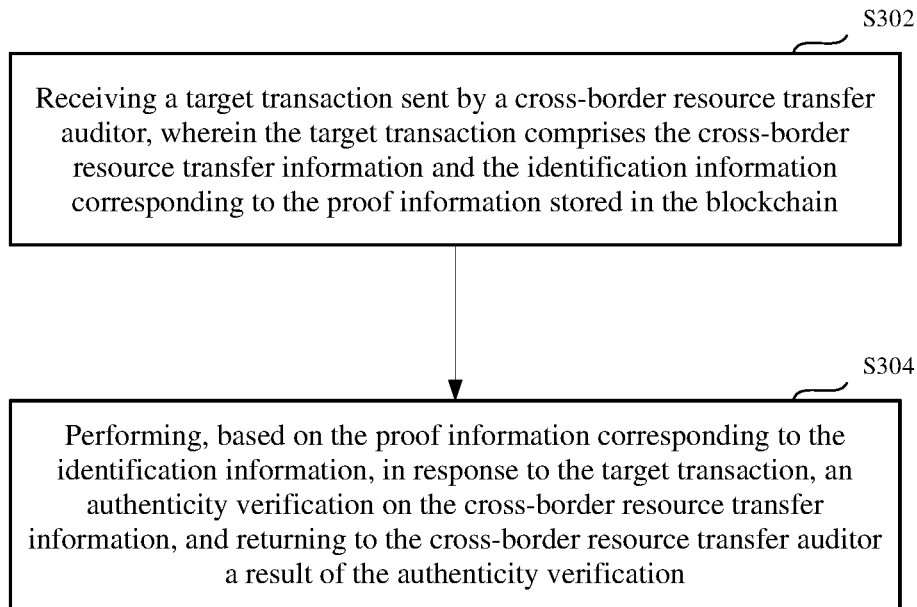 S302
Receiving a target transaction sent by a cross-border resource transfer
auditor, wherein the target transaction comprises the cross-border
resource transfer information and the identification information
corresponding to the proof information stored in the blockchain
S304
Performing, based on the proof information corresponding to the
identification information, in response to the target transaction, an
authenticity verification on the cross-border resource transfer
information, and returning to the cross-border resource transfer auditor
a result of the authenticity verification